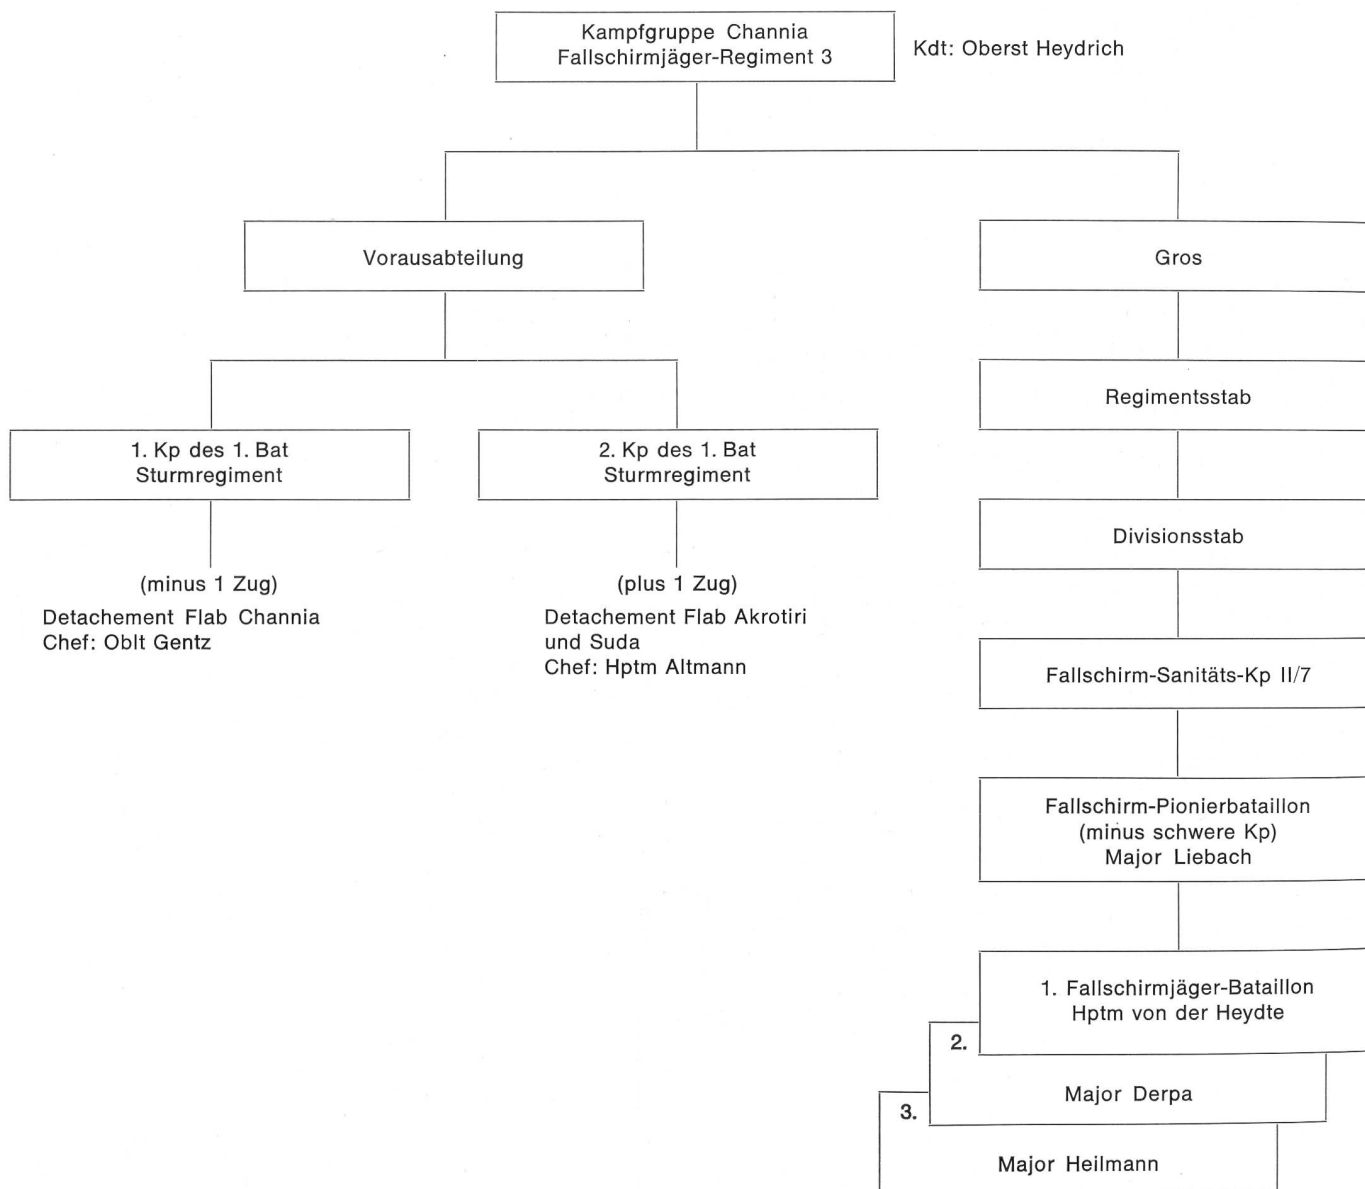 Kampfgruppe Channia
Fallschirmjäger-Regiment 3
Kdt: Oberst Heydrich
Vorausabteilung
Gros
Regimentsstab
1. Kp des 1. Bat
Sturmregiment
2. Kp des 1. Bat
Sturmregiment
Divisionsstab
(minus 1 Zug)
Detachement Flab Channia
Chef: Oblt Gentz
(plus 1 Zug)
Detachement Flab Akrotiri
und Suda
Chef: Hptm Altmann
Fallschirm-Sanitäts-Kp II/7
Fallschirm-Pionierbataillon
(minus schwere Kp)
Major Liebach
1. Fallschirmjäger-Bataillon
Hptm von der Heydte
2.
Major Derpa
3.
Major Heilmann